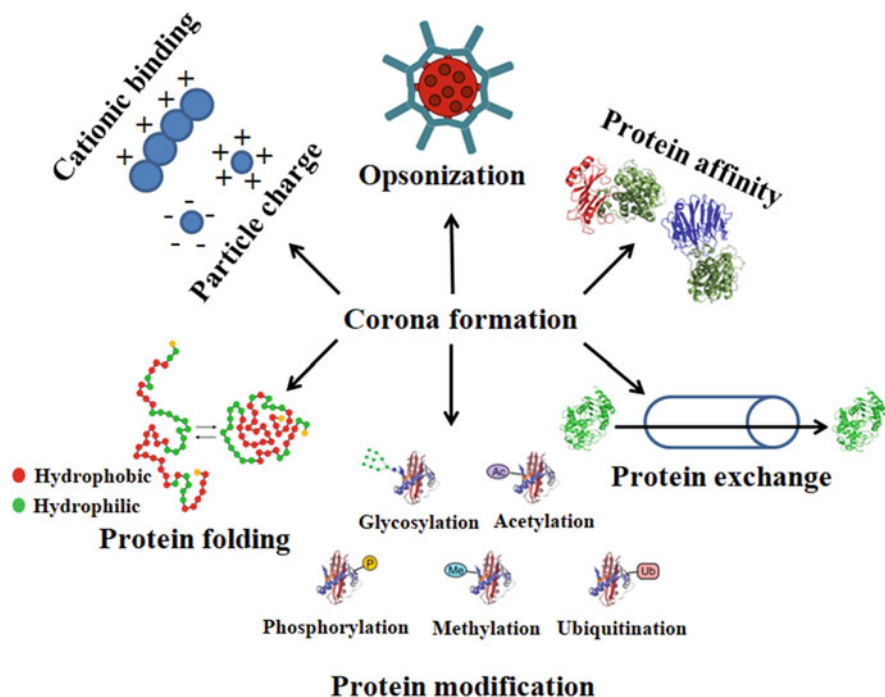 Cationic binding
+ + + + +
+ + + + + +
- - - - -
Particle charge
Opsonization
Protein affinity
Corona formation
Hydrophobic
Hydrophilic
Protein folding
Protein exchange
Glycosylation
Ac
Acetylation
P
Phosphorylation
Me
Methylation
Ub
Ubiquitination
Protein modification